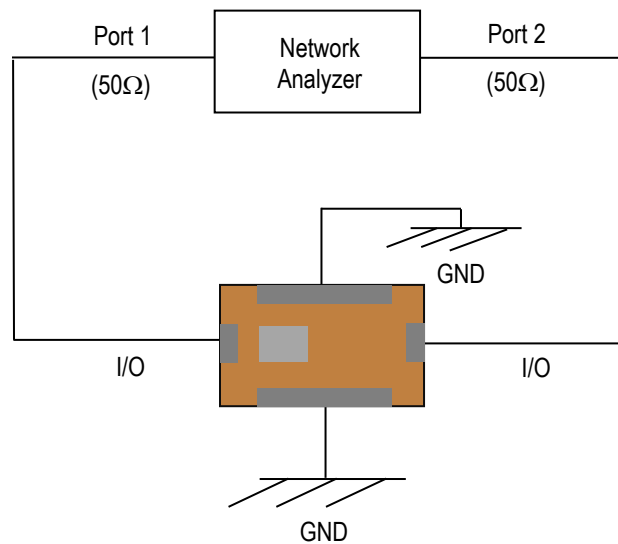 Port 1
Network
Analyzer
Port 2
(50Ω)
(50Ω)
GND
I/O
I/O
GND